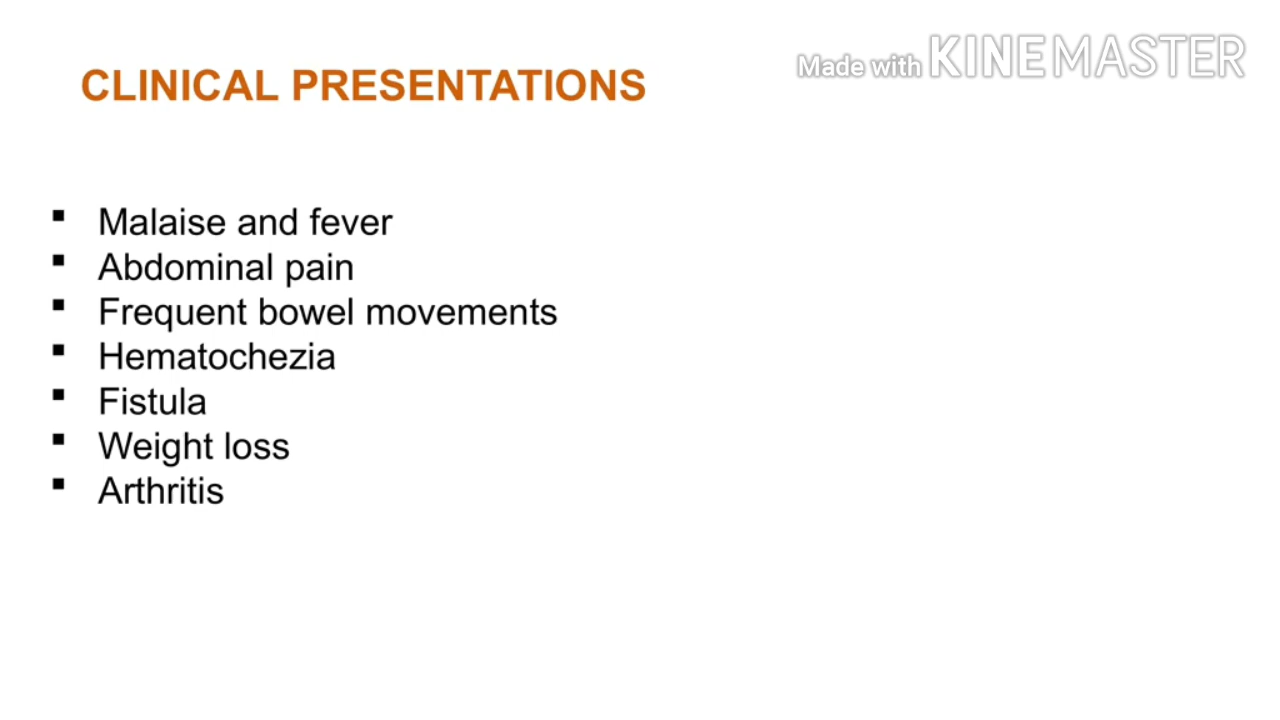 Made with KINEMASTER
CLINICAL PRESENTATIONS
Malaise and fever
Abdominal pain
Frequent bowel movements
Hematochezia
Fistula
Weight loss
Arthritis